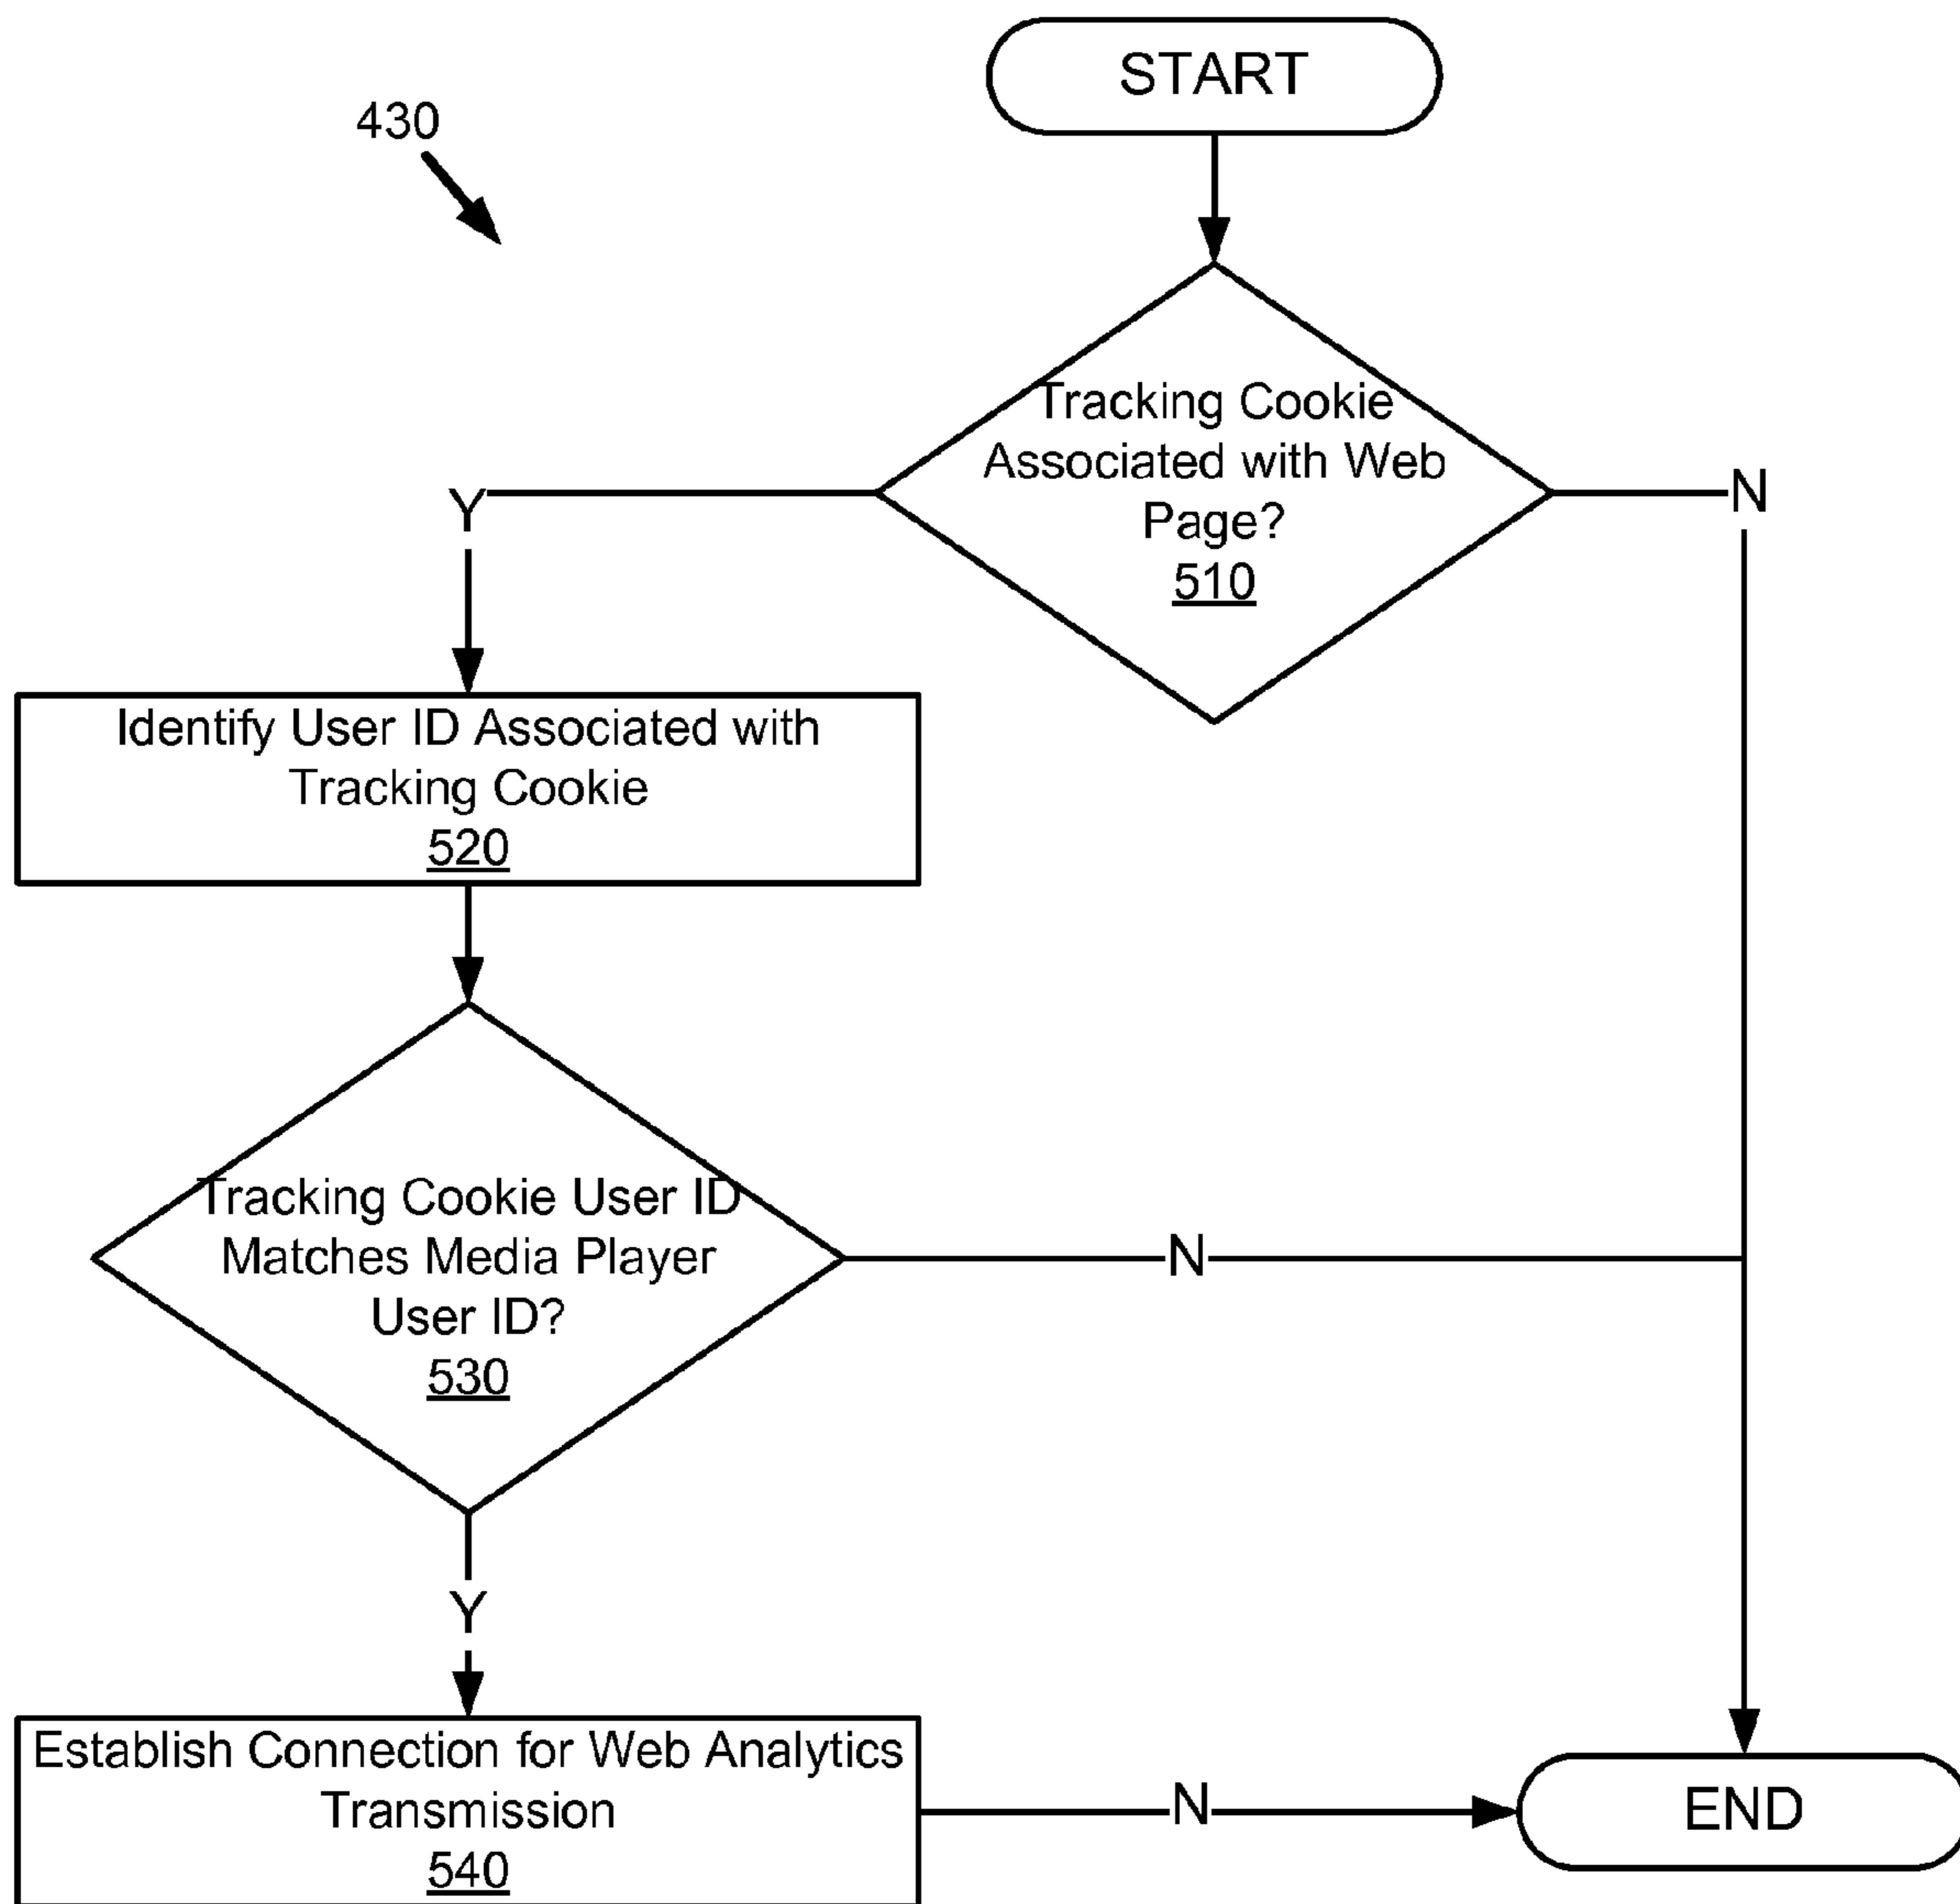 START
430
Tracking Cookie
Associated with Web
Page?
510
Y
N
Identify User ID Associated with
Tracking Cookie
520
Tracking Cookie User ID
Matches Media Player
User ID?
530
N
Y
Establish Connection for Web Analytics
Transmission
540
N
END